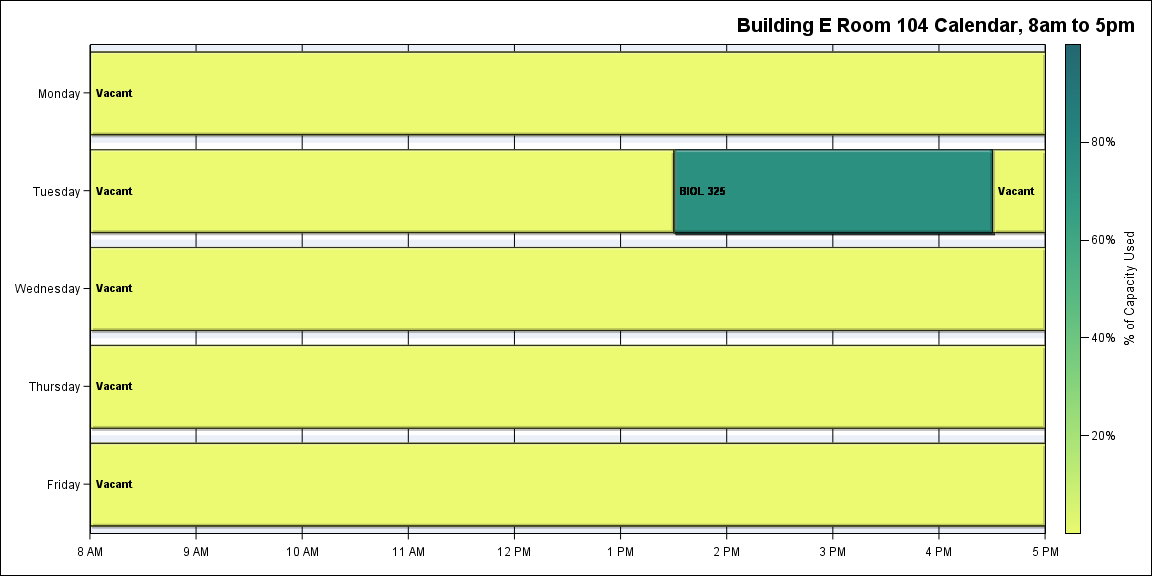 Building E Room 104 Calendar, 8am to 5pm
Monday
Vacant
Tuesday
Vacant
BIOL 325
Vacant
Wednesday
Vacant
Thursday
Vacant
Friday
Vacant
8 AM
9 AM
10 AM
11 AM
12 PM
1 PM
2 PM
3 PM
4 PM
5 PM
80%
60%
40%
20%
% of Capacity Used